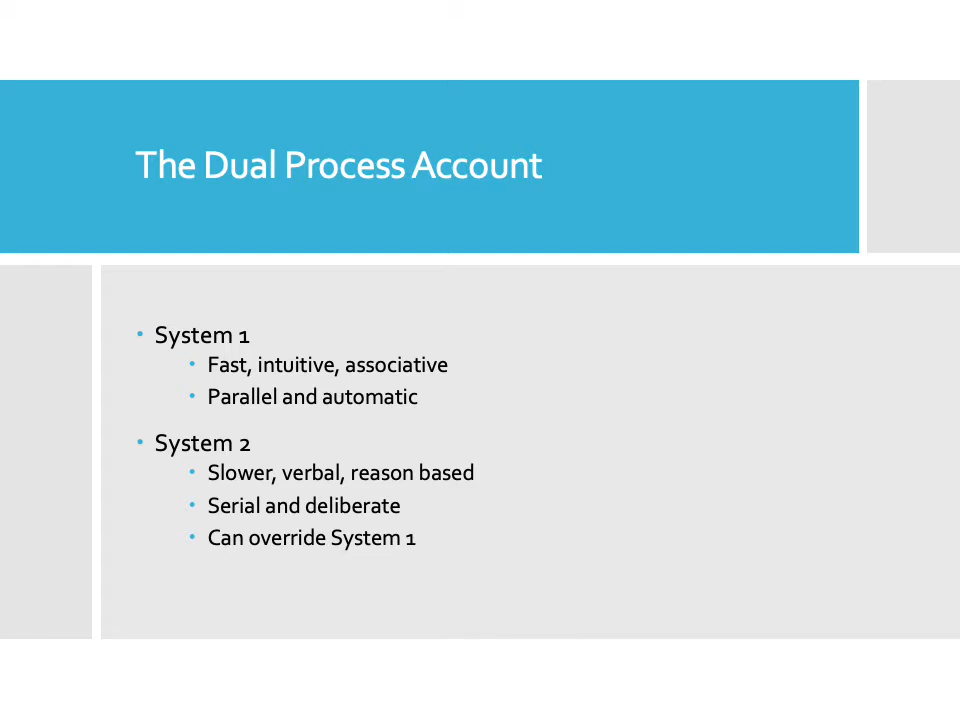 The Dual Process Account
• System 1
• Fast, intuitive, associative
• Parallel and automatic
• System 2
• Slower, verbal, reason based
• Serial and deliberate
• Can override System 1